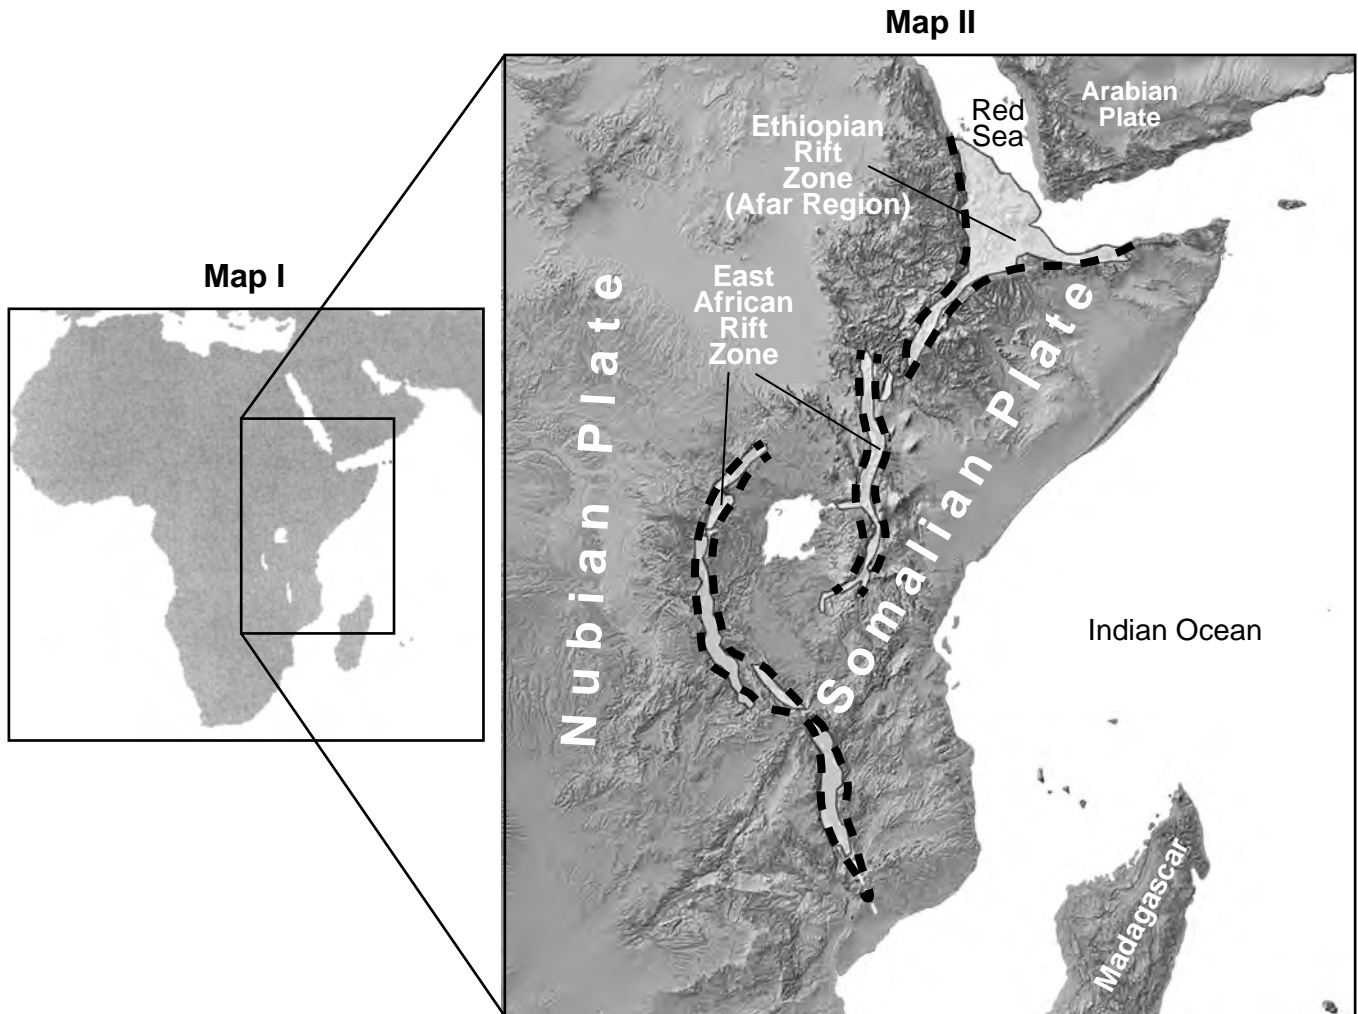 Map II
Red
Sea
Arabian
Plate
Ethiopian
Rift
Zone
(Afar Region)
Map I
East
African
Rift
Zone
Nubian Plate
Somalian Plate
Indian Ocean
Madagascar